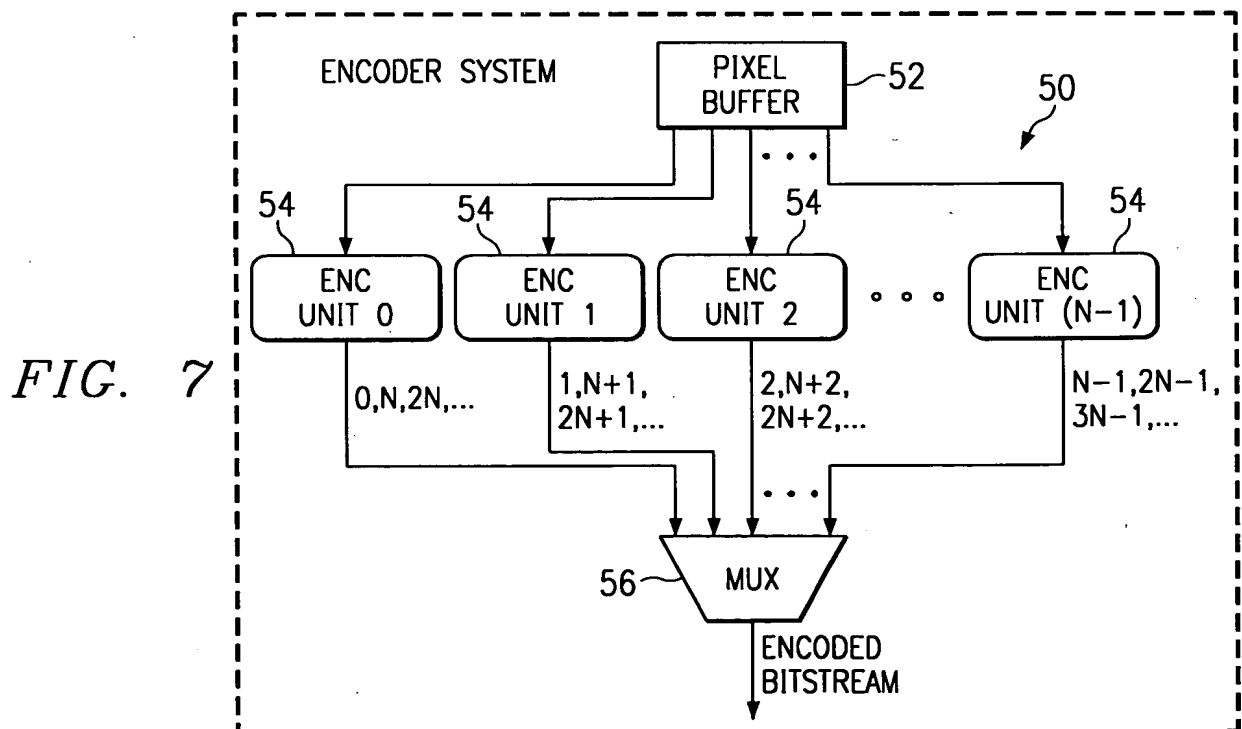 ENCODER SYSTEM
PIXEL
BUFFER
52
50
54
54
54
54
ENC
UNIT 0
ENC
UNIT 1
ENC
UNIT 2
ENC
UNIT (N-1)
FIG. 7
0,N,2N,...
1,N+1,
2N+1,...
2,N+2,
2N+2,...
N-1,2N-1,
3N-1,...
56
MUX
ENCODED
BITSTREAM